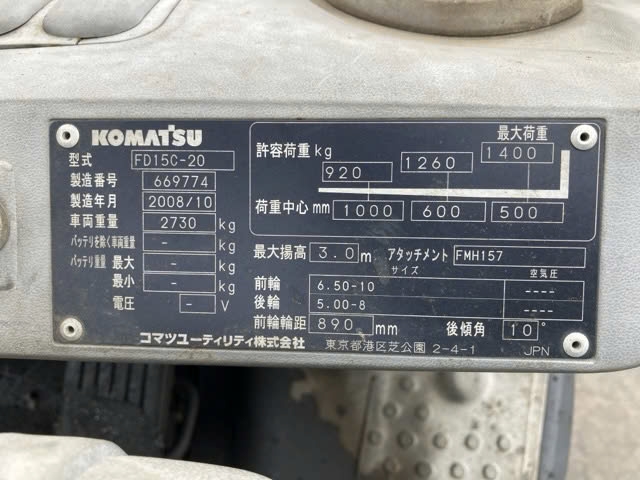 KOMATSU
型式 FD15C-20
製造番号 669774
製造年月 2008/10
車両重量 2730 kg
バッテリを除く車両重量 - kg
バッテリ重量 最大 - kg
最小 - kg
電圧 - V
最大荷重
許容荷重 kg 920 1260 1400
荷重中心 mm 1000 600 500
最大揚高 3.0 m アタッチメント FMH157
サイズ 空気圧
前輪 6.50-10 ----
後輪 5.00-8 ----
前輪輪距 890 mm 後傾角 10°
コマツユーティリティ株式会社 東京都港区芝公園 2-4-1 JPN